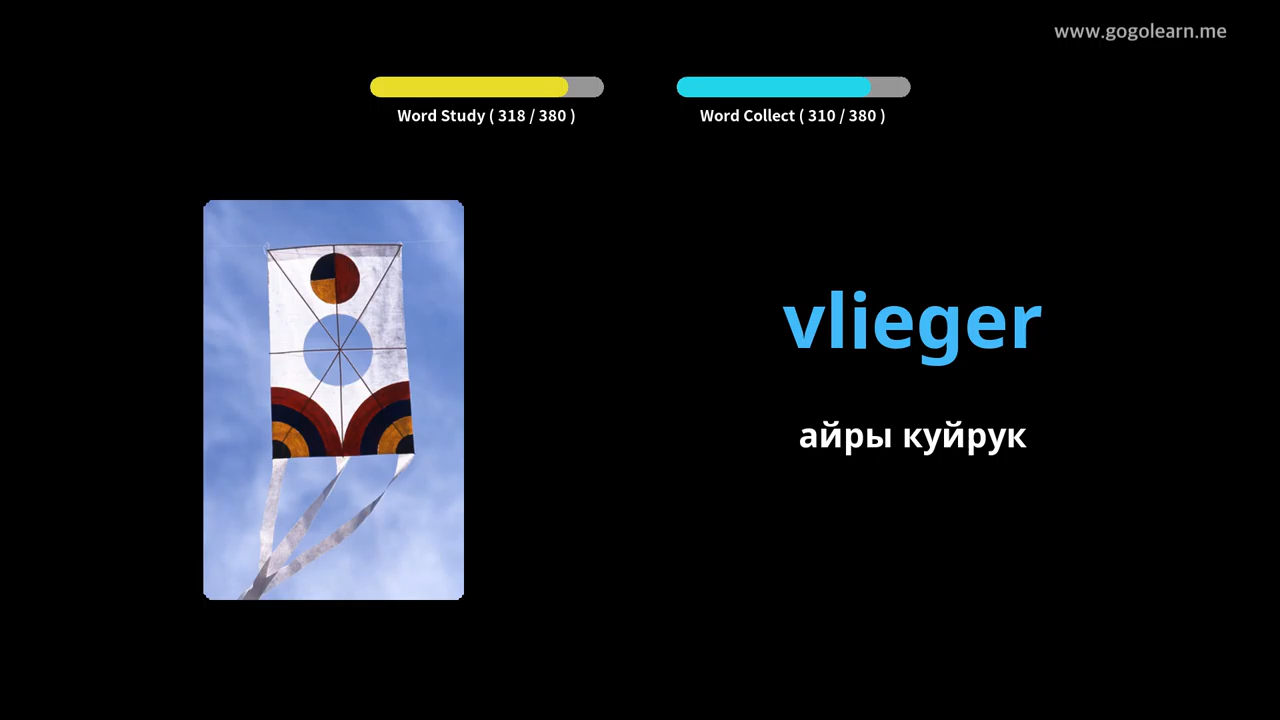 www.gogolearn.me
Word Study ( 318 / 380 )
Word Collect ( 310 / 380 )
vlieger
айры куйрук